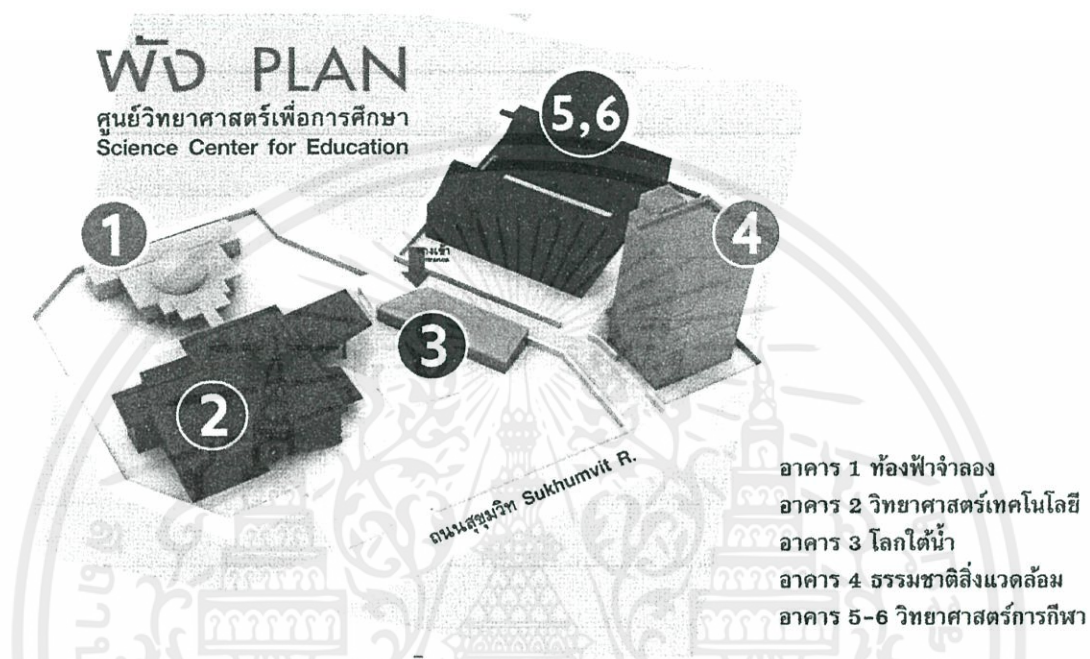 ผัง PLAN
ศูนย์วิทยาศาสตร์เพื่อการศึกษา
Science Center for Education
5,6
1
4
ทางเข้า
3
2
ถนนสุขุมวิท Sukhumvit R.
อาคาร 1 ท้องฟ้าจำลอง
อาคาร 2 วิทยาศาสตร์เทคโนโลยี
อาคาร 3 โลกใต้น้ำ
อาคาร 4 ธรรมชาติสิ่งแวดล้อม
อาคาร 5-6 วิทยาศาสตร์การกีฬา